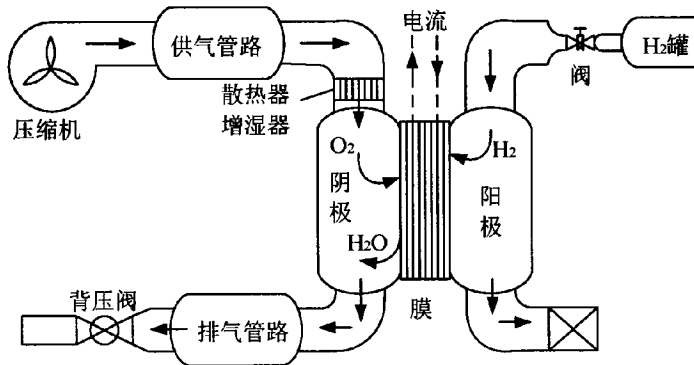 供气管路
电流
H₂罐
阀
散热器
增湿器
压缩机
O₂
H₂
阴极
阳极
H₂O
背压阀
膜
排气管路